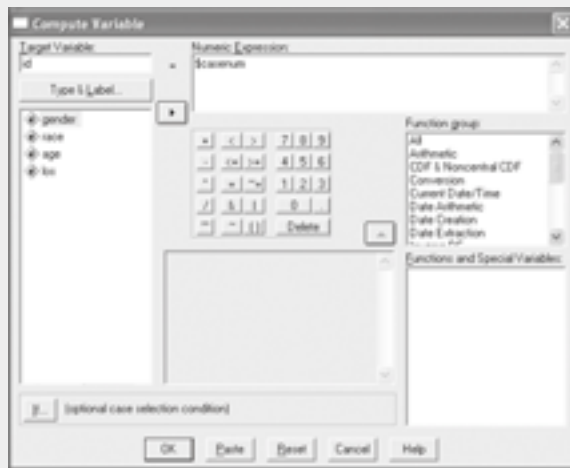 Compute Variable
Target Variable:
id
=
Numeric Expression:
$casenum
Type & Label...
gender
race
age
Function group:
All
Arithmetic
CDF & Noncentral CDF
Conversion
Current Date/Time
Date Arithmetic
Date Creation
Date Extraction
+ < > 7 8 9
- <= >= 4 5 6
* = ~= 1 2 3
/ & | 0 .
** ~ () Delete
Functions and Special Variables:
If... (optional case selection condition)
OK Paste Reset Cancel Help